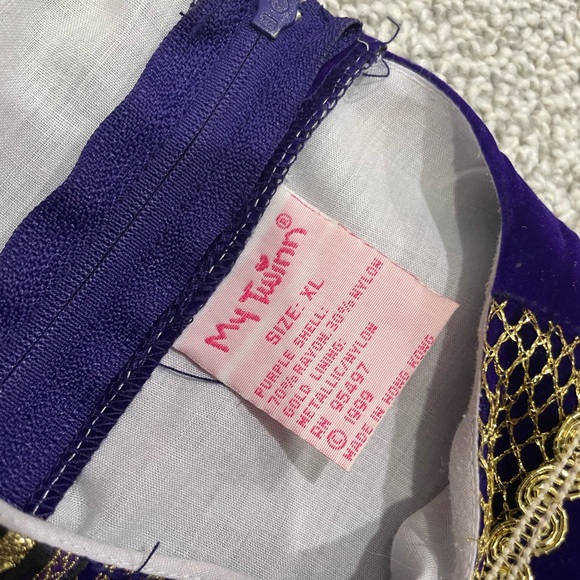 My Twinn®
SIZE: XL
PURPLE SHELL:
70% RAYON 30% NYLON
GOLD LINING:
METALLIC/NYLON
RN 95497
© 1999
MADE IN HONG KONG